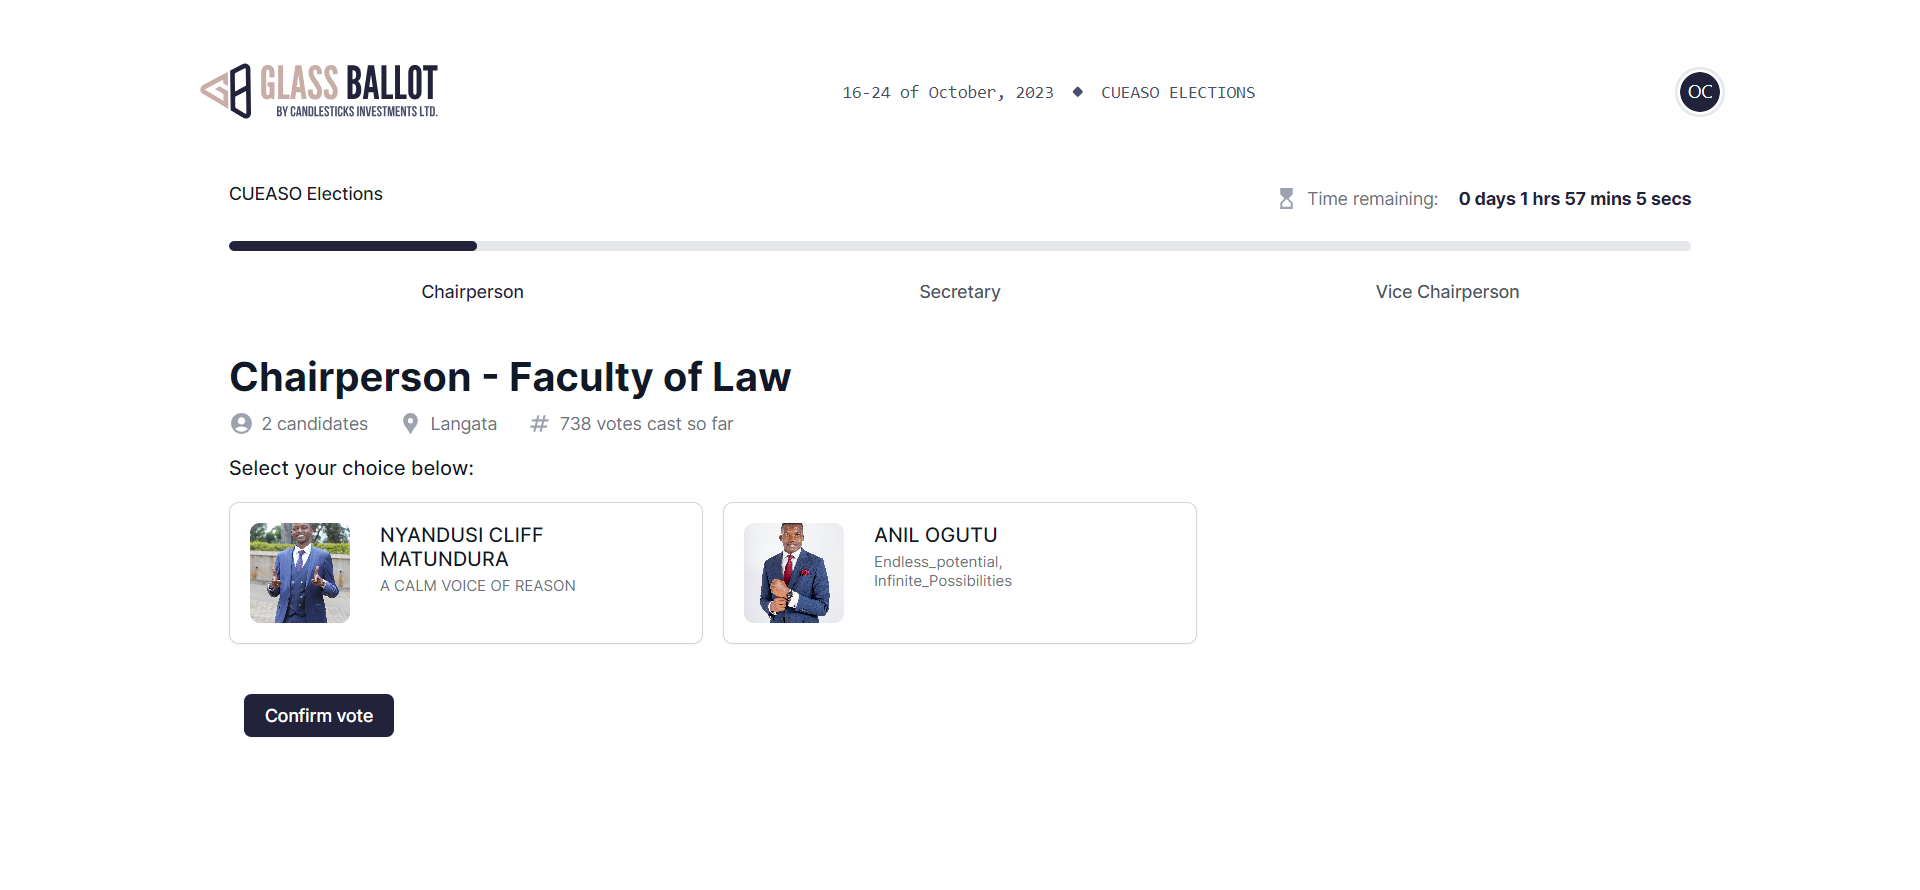 GLASS BALLOT
BY CANDLESTICKS INVESTMENTS LTD.
16-24 of October, 2023 ◆ CUEASO ELECTIONS
OC
CUEASO Elections
Time remaining: 0 days 1 hrs 57 mins 5 secs
Chairperson
Secretary
Vice Chairperson
Chairperson - Faculty of Law
2 candidates
Langata
# 738 votes cast so far
Select your choice below:
NYANDUSI CLIFF
MATUNDURA
A CALM VOICE OF REASON
ANIL OGUTU
Endless_potential,
Infinite_Possibilities
Confirm vote